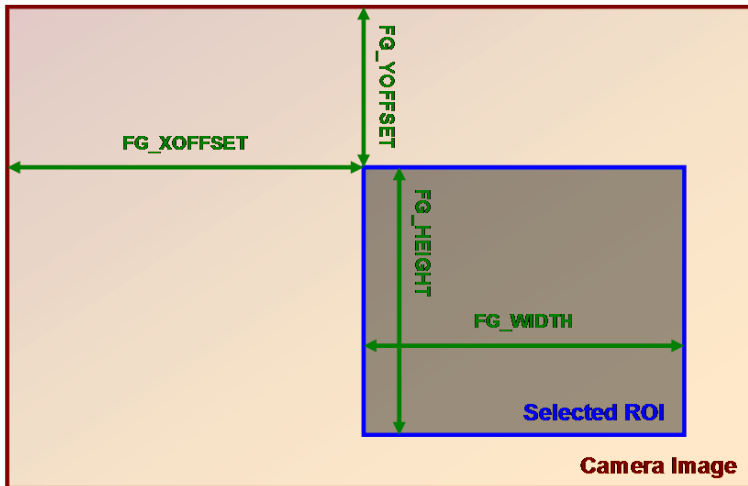 FG_YOFFSET
FG_XOFFSET
FG_HEIGHT
FG_WIDTH
Selected ROI
Camera Image